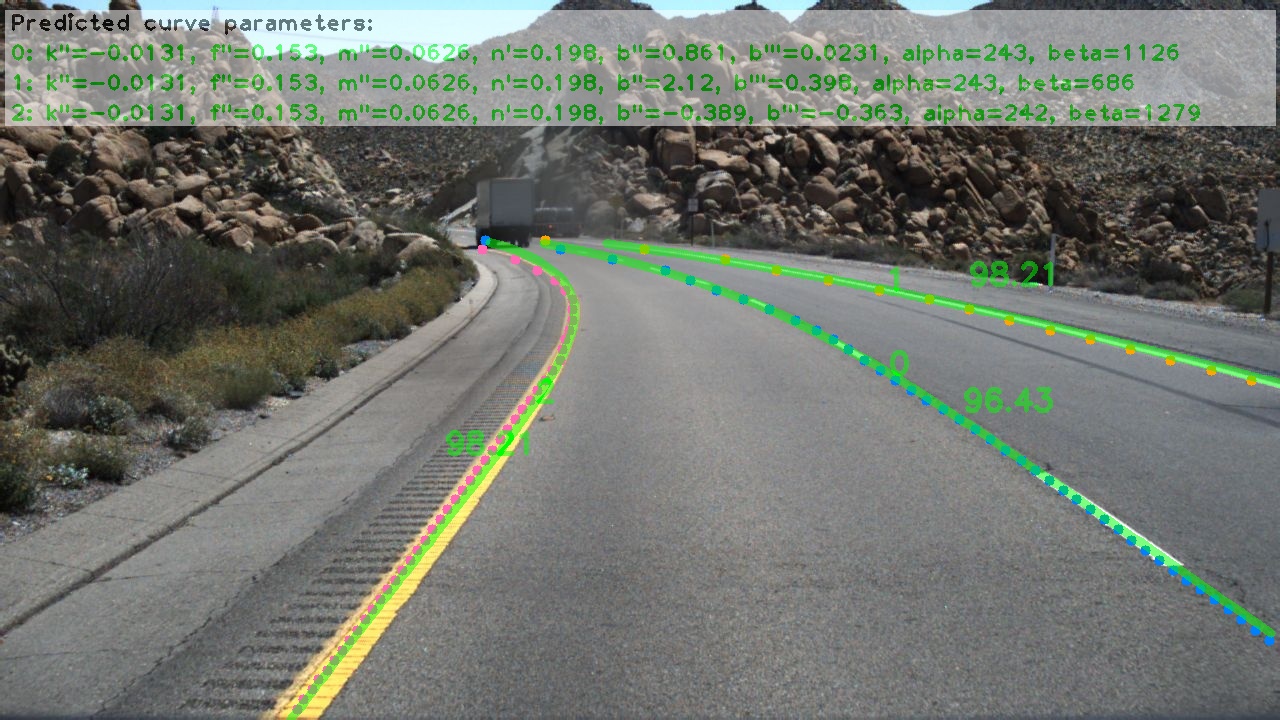 Predicted curve parameters:
0: k''=-0.0131, f''=0.153, m''=0.0626, n'=0.198, b''=0.861, b'''=0.0231, alpha=243, beta=1126
1: k''=-0.0131, f''=0.153, m''=0.0626, n'=0.198, b''=2.12, b'''=0.398, alpha=243, beta=686
2: k''=-0.0131, f''=0.153, m''=0.0626, n'=0.198, b''=-0.389, b'''=-0.363, alpha=242, beta=1279
1 98.21
0
96.43
2
98.21